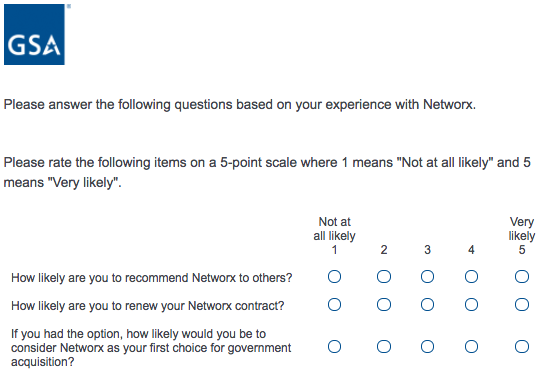 GSA
Please answer the following questions based on your experience with Networx.
Please rate the following items on a 5-point scale where 1 means "Not at all likely" and 5
means "Very likely".
Not at
all likely
1 2 3 4
Very
likely
5
How likely are you to recommend Networx to others?
How likely are you to renew your Networx contract?
If you had the option, how likely would you be to
consider Networx as your first choice for government
acquisition?